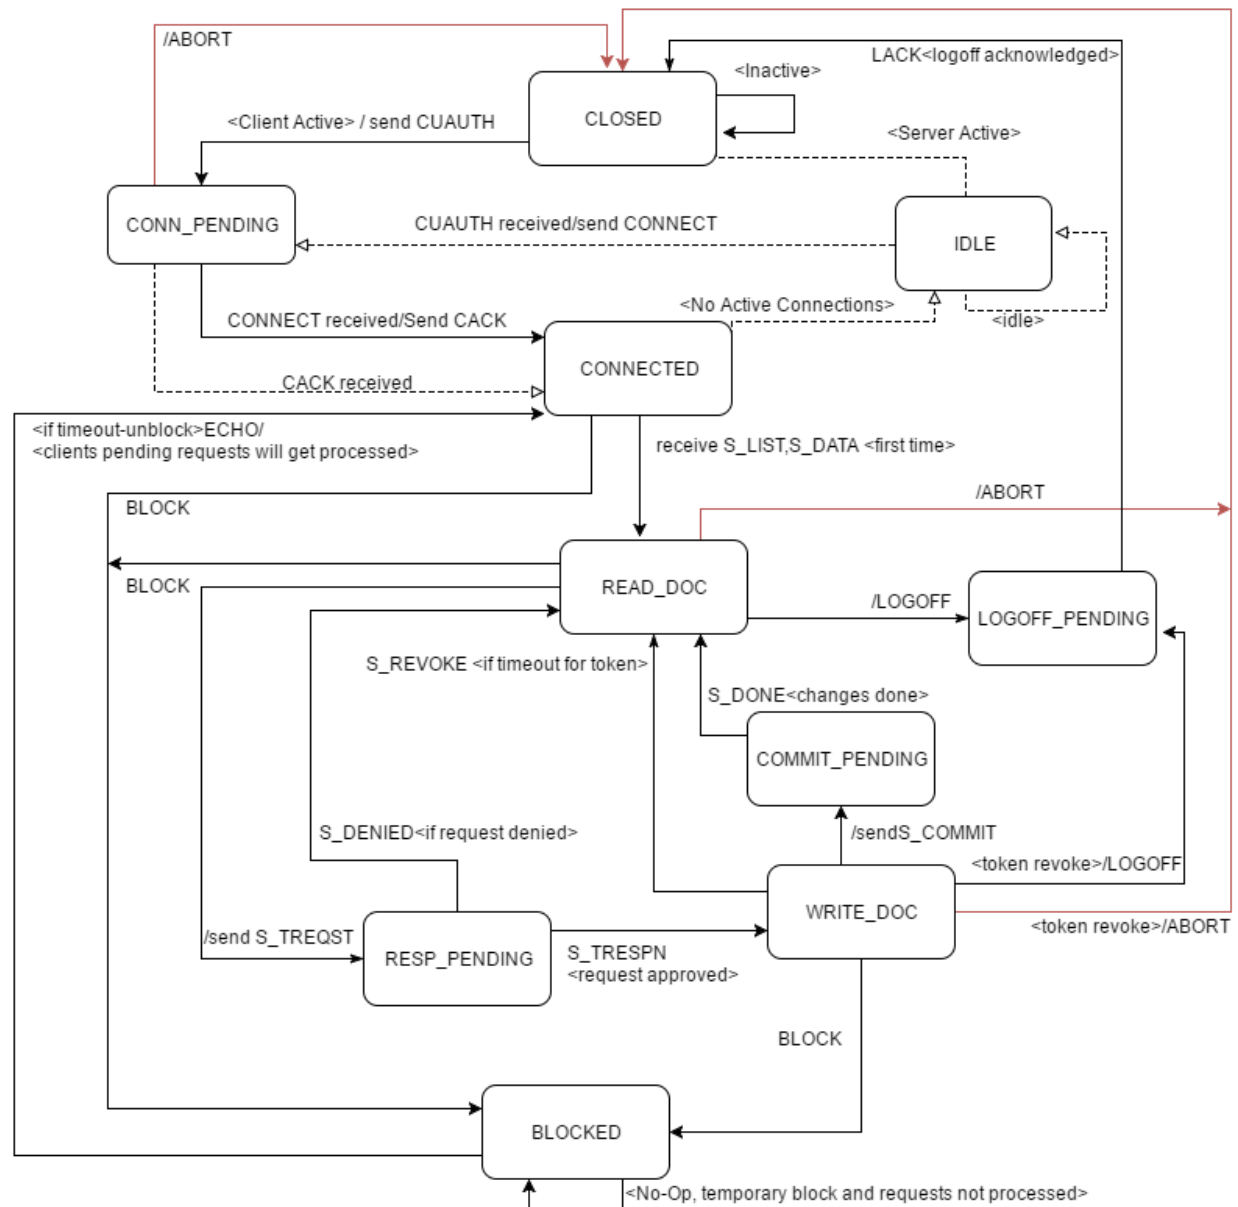 /ABORT
LACK<logoff acknowledged>
<Inactive>
CLOSED
<Client Active> / send CUAUTH
<Server Active>
CONN_PENDING
CUAUTH received/send CONNECT
IDLE
<No Active Connections>
<idle>
CONNECT received/Send CACK
CONNECTED
CACK received
<if timeout-unblock>ECHO/
<clients pending requests will get processed>
receive S_LIST,S_DATA <first time>
/ABORT
BLOCK
BLOCK
READ_DOC
/LOGOFF
LOGOFF_PENDING
S_REVOKE <if timeout for token>
S_DONE<changes done>
COMMIT_PENDING
S_DENIED<if request denied>
/sendS_COMMIT
<token revoke>/LOGOFF
WRITE_DOC
<token revoke>/ABORT
/send S_TREQST
RESP_PENDING
S_TRESPN
<request approved>
BLOCK
BLOCKED
<No-Op, temporary block and requests not processed>